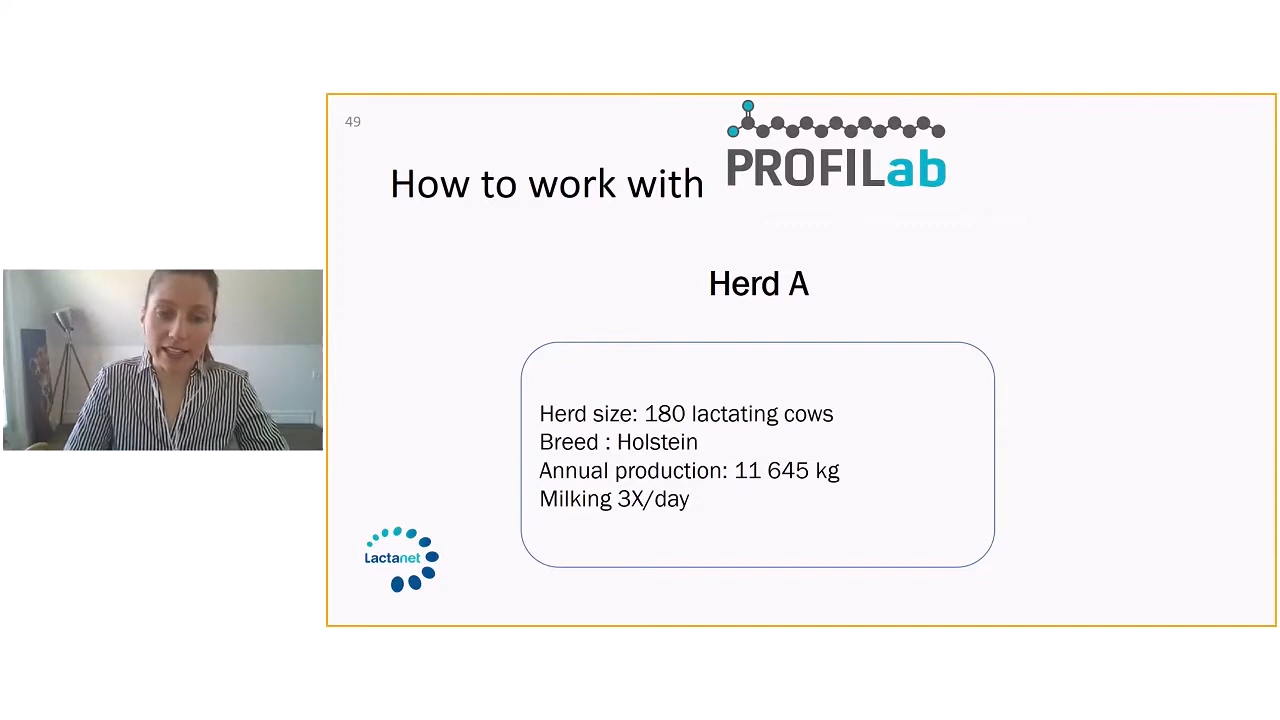 49
How to work with
PROFILab
Herd A
Herd size: 180 lactating cows
Breed : Holstein
Annual production: 11 645 kg
Milking 3X/day
Lactanet